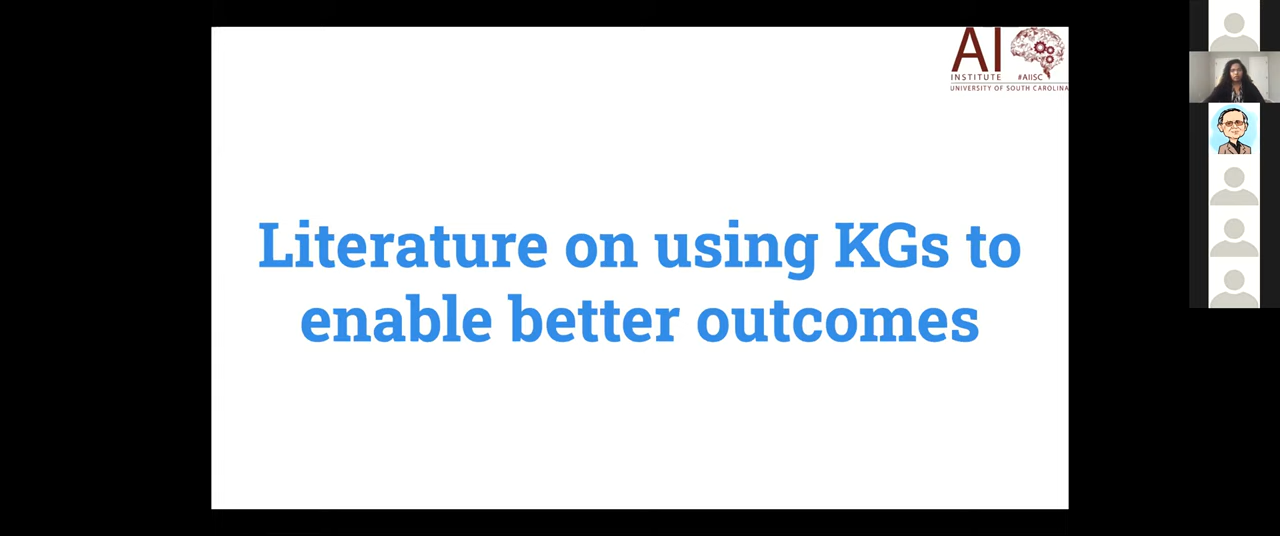 AI
INSTITUTE #AIISC
UNIVERSITY OF SOUTH CAROLINA
Literature on using KGs to
enable better outcomes